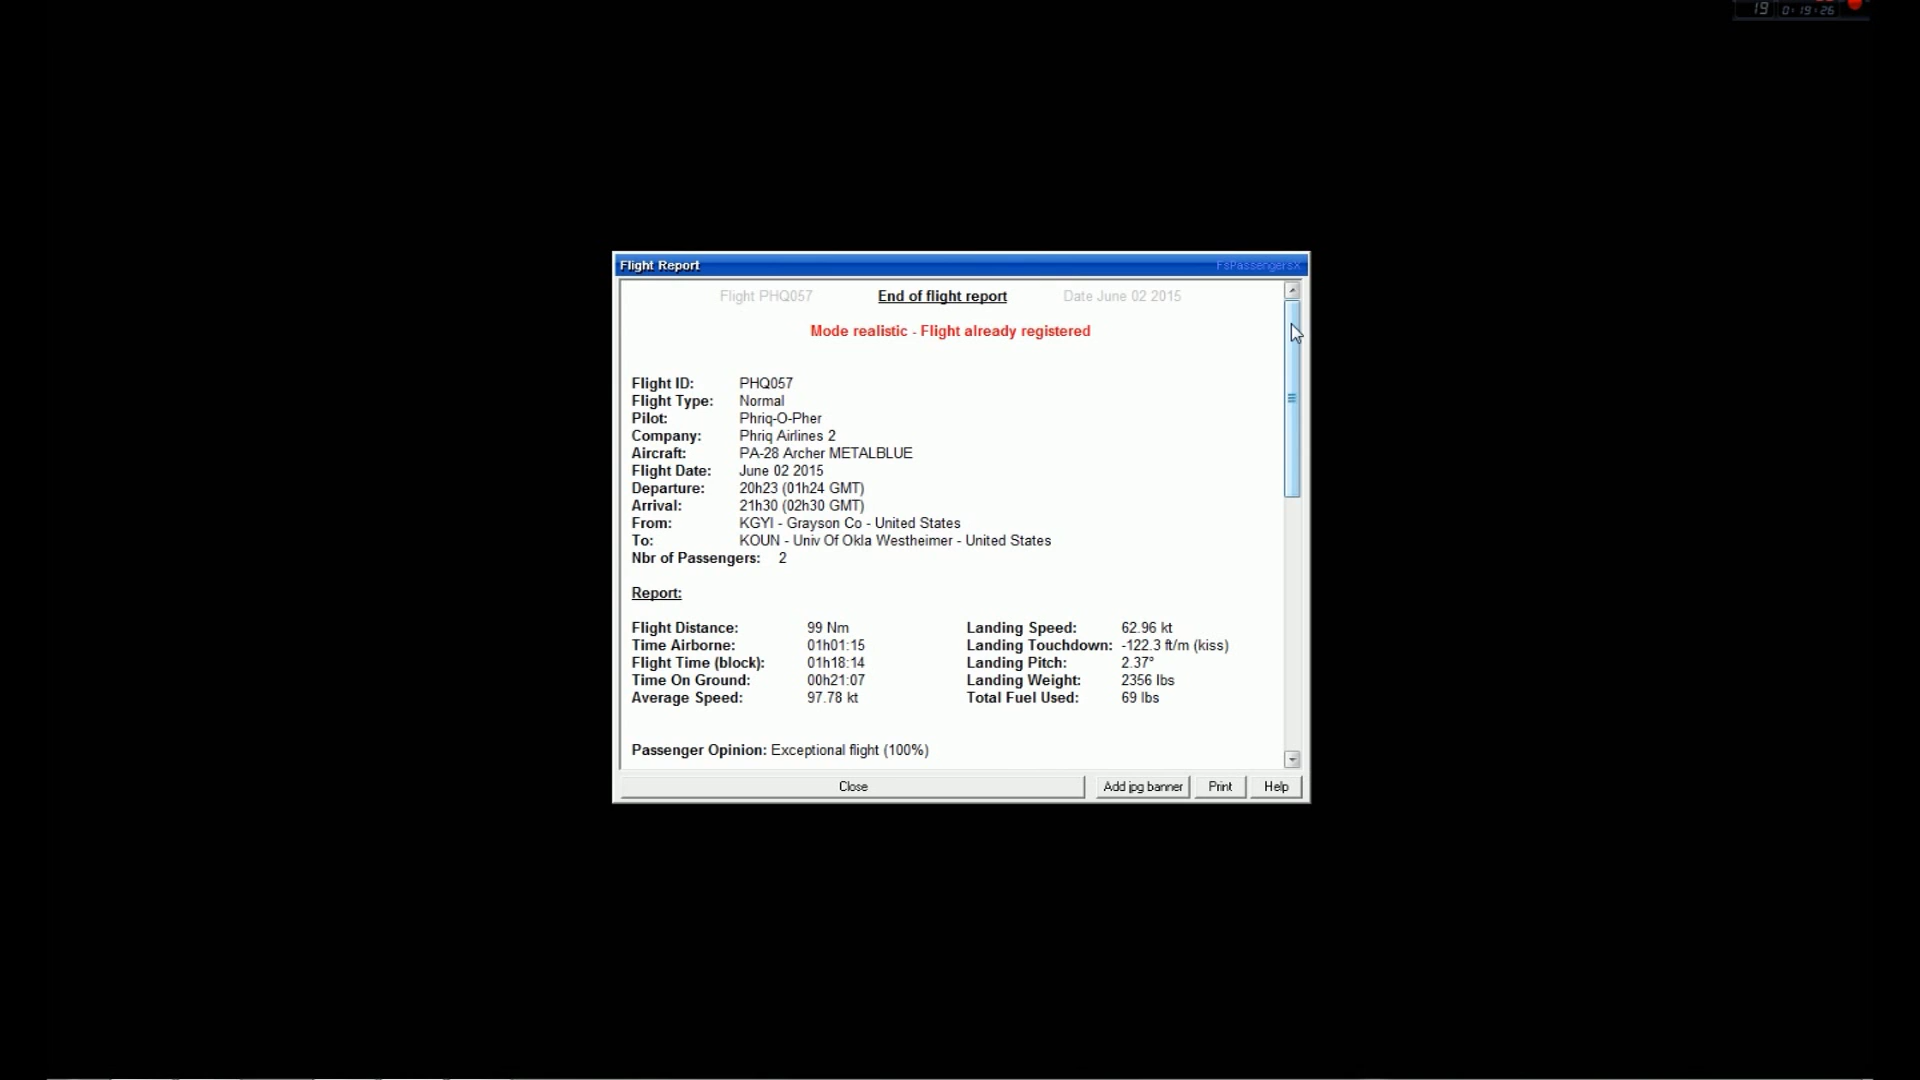 19 0:19:26
Flight Report FsPassengersX
Flight PHQ057 End of flight report Date June 02 2015
Mode realistic - Flight already registered
Flight ID: PHQ057
Flight Type: Normal
Pilot: Phriq-O-Pher
Company: Phriq Airlines 2
Aircraft: PA-28 Archer METALBLUE
Flight Date: June 02 2015
Departure: 20h23 (01h24 GMT)
Arrival: 21h30 (02h30 GMT)
From: KGYI - Grayson Co - United States
To: KOUN - Univ Of Okla Westheimer - United States
Nbr of Passengers: 2
Report:
Flight Distance: 99 Nm Landing Speed: 62.96 kt
Time Airborne: 01h01:15 Landing Touchdown: -122.3 ft/m (kiss)
Flight Time (block): 01h18:14 Landing Pitch: 2.37°
Time On Ground: 00h21:07 Landing Weight: 2356 lbs
Average Speed: 97.78 kt Total Fuel Used: 69 lbs
Passenger Opinion: Exceptional flight (100%)
Close Add jpg banner Print Help